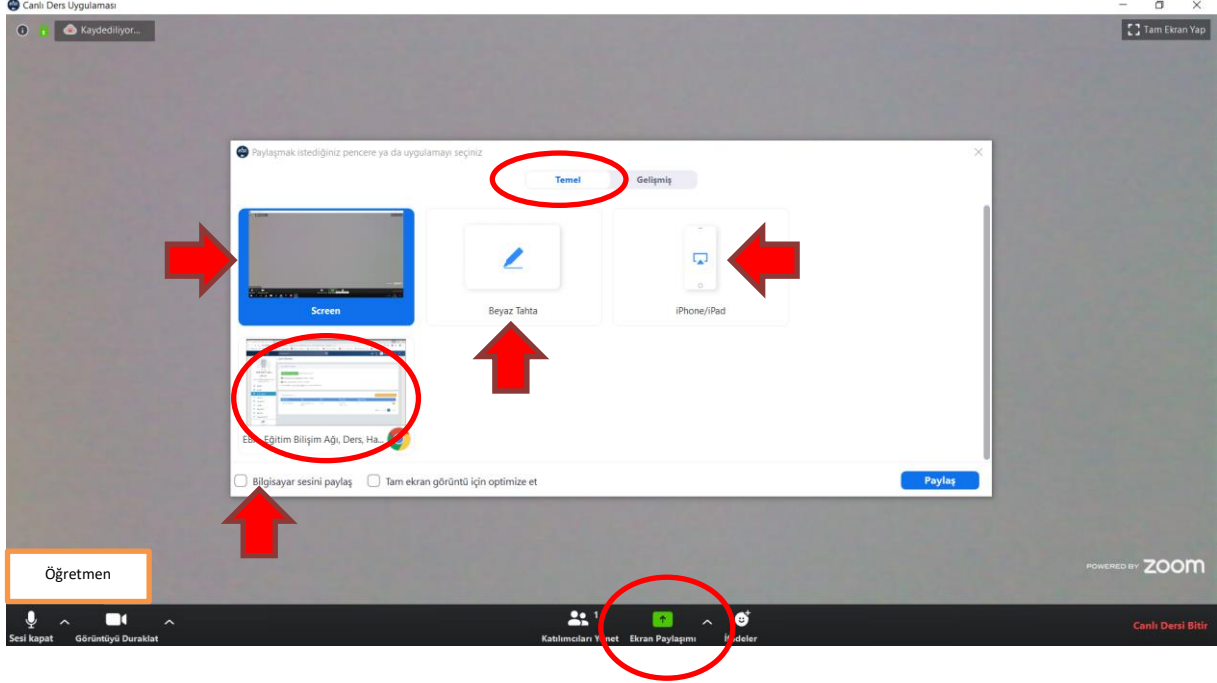 Canlı Ders Uygulaması
Kaydediliyor...
Tam Ekran Yap
Paylaşmak istediğiniz pencere ya da uygulamayı seçiniz
Temel
Gelişmiş
Screen
Beyaz Tahta
iPhone/iPad
Eğitim Bilişim Ağı, Ders, Ha...
Bilgisayar sesini paylaş
Tam ekran görüntü için optimize et
Paylaş
Öğretmen
POWERED BY zoom
1
Sesi kapat
Görüntüyü Duraklat
Katılımcıları Yönet
Ekran Paylaşımı
Canlı Dersi Bitir